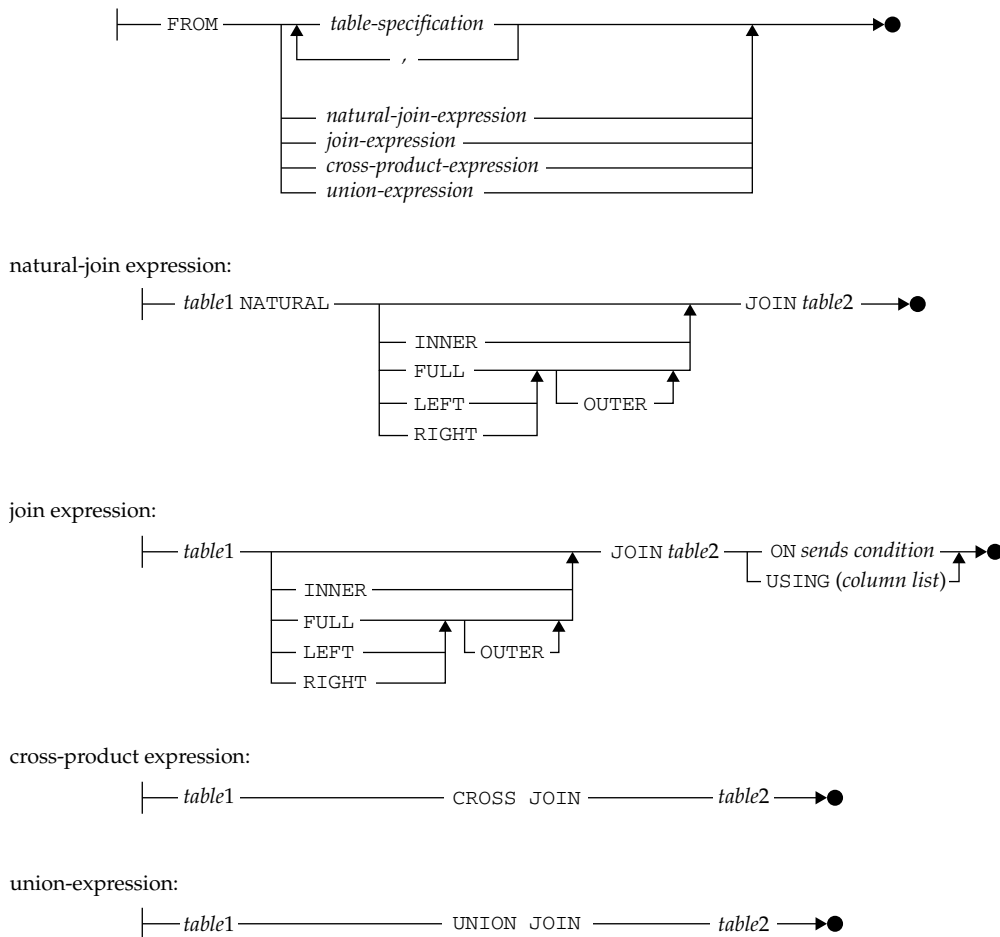 FROM table-specification
,
natural-join-expression
join-expression
cross-product-expression
union-expression
natural-join expression:
table1 NATURAL JOIN table2
INNER
FULL
LEFT OUTER
RIGHT
join expression:
table1 JOIN table2 ON sends condition
INNER USING (column list)
FULL
LEFT OUTER
RIGHT
cross-product expression:
table1 CROSS JOIN table2
union-expression:
table1 UNION JOIN table2